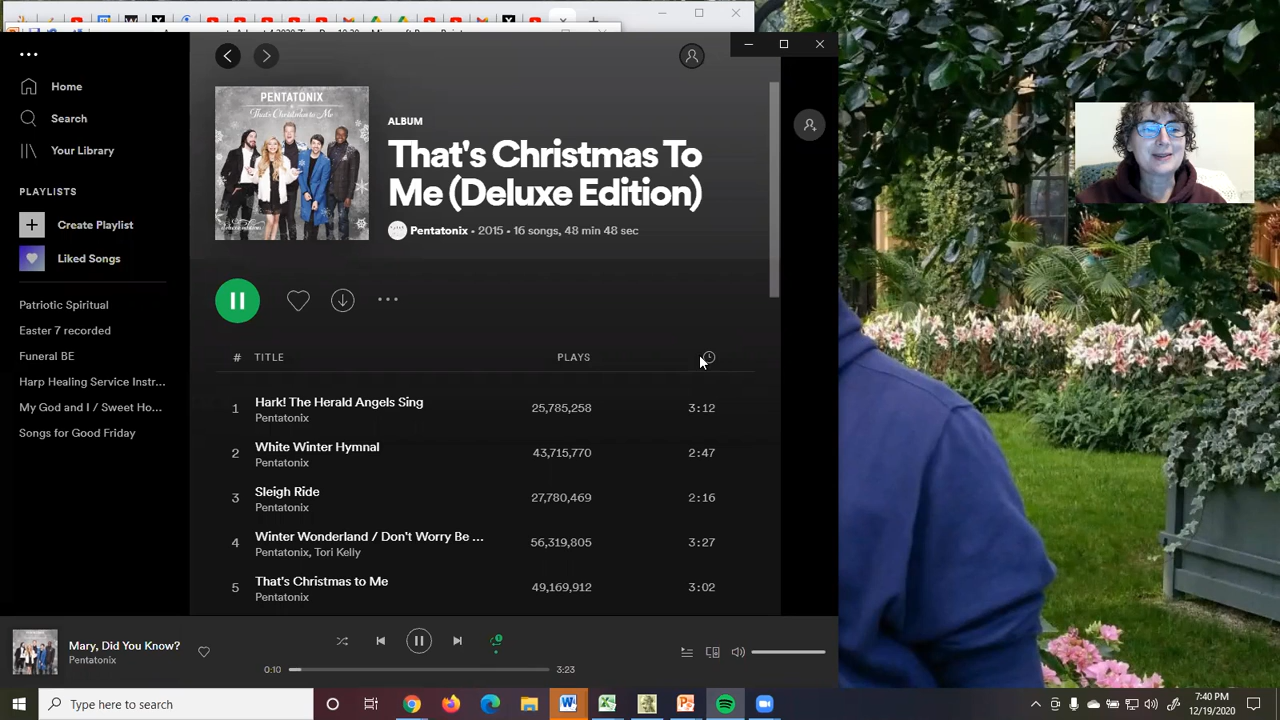 Home
Search
Your Library
PLAYLISTS
Create Playlist
Liked Songs
Patriotic Spiritual
Easter 7 recorded
Funeral BE
Harp Healing Service Instr...
My God and I / Sweet Ho...
Songs for Good Friday
PENTATONIX
That's Christmas to Me
ALBUM
That's Christmas To
Me (Deluxe Edition)
Pentatonix • 2015 • 16 songs, 48 min 48 sec
# TITLE PLAYS
1 Hark! The Herald Angels Sing 25,785,258 3:12
Pentatonix
2 White Winter Hymnal 43,715,770 2:47
Pentatonix
3 Sleigh Ride 27,780,469 2:16
Pentatonix
4 Winter Wonderland / Don't Worry Be ... 56,319,805 3:27
Pentatonix, Tori Kelly
5 That's Christmas to Me 49,169,912 3:02
Pentatonix
Mary, Did You Know?
Pentatonix
0:10 3:23
Type here to search
7:40 PM
12/19/2020